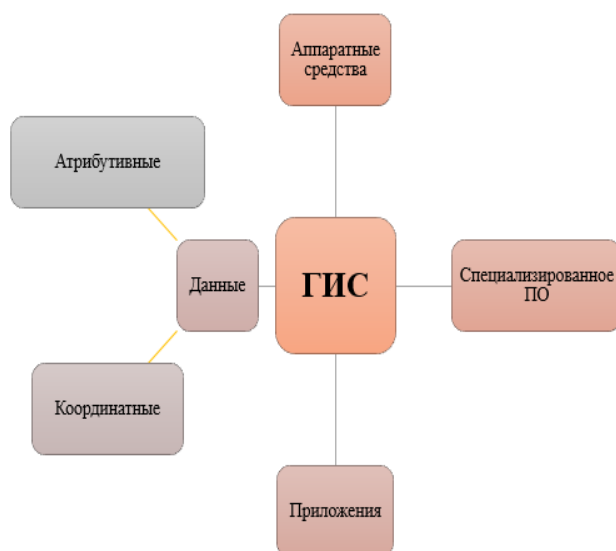 Аппаратные
средства
Атрибутивные
Данные
ГИС
Специализированное
ПО
Координатные
Приложения